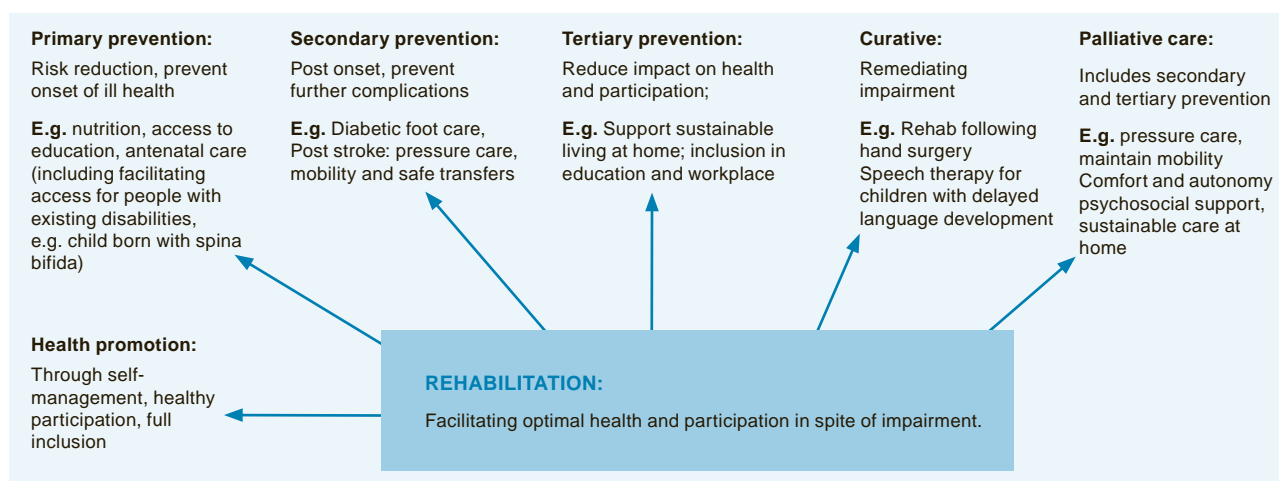 Primary prevention:
Risk reduction, prevent
onset of ill health
E.g. nutrition, access to
education, antenatal care
(including facilitating
access for people with
existing disabilities,
e.g. child born with spina
bifida)
Secondary prevention:
Post onset, prevent
further complications
E.g. Diabetic foot care,
Post stroke: pressure care,
mobility and safe transfers
Tertiary prevention:
Reduce impact on health
and participation;
E.g. Support sustainable
living at home; inclusion in
education and workplace
Curative:
Remediating
impairment
E.g. Rehab following
hand surgery
Speech therapy for
children with delayed
language development
Palliative care:
Includes secondary
and tertiary prevention
E.g. pressure care,
maintain mobility
Comfort and autonomy
psychosocial support,
sustainable care at
home
Health promotion:
Through self-
management, healthy
participation, full
inclusion
REHABILITATION:
Facilitating optimal health and participation in spite of impairment.